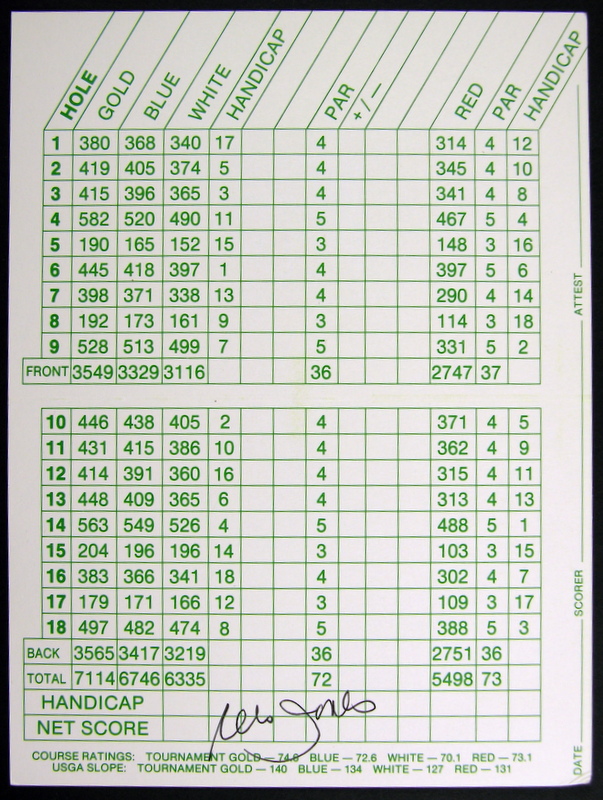 HOLE GOLD BLUE WHITE HANDICAP PAR +/− RED PAR HANDICAP
1 380 368 340 17 4 314 4 12
2 419 405 374 5 4 345 4 10
3 415 396 365 3 4 341 4 8
4 582 520 490 11 5 467 5 4
5 190 165 152 15 3 148 3 16
6 445 418 397 1 4 397 5 6
7 398 371 338 13 4 290 4 14
8 192 173 161 9 3 114 3 18
9 528 513 499 7 5 331 5 2
FRONT 3549 3329 3116 36 2747 37
10 446 438 405 2 4 371 4 5
11 431 415 386 10 4 362 4 9
12 414 391 360 16 4 315 4 11
13 448 409 365 6 4 313 4 13
14 563 549 526 4 5 488 5 1
15 204 196 196 14 3 103 3 15
16 383 366 341 18 4 302 4 7
17 179 171 166 12 3 109 3 17
18 497 482 474 8 5 388 5 3
BACK 3565 3417 3219 36 2751 36
TOTAL 7114 6746 6335 72 5498 73
HANDICAP
Jones
NET SCORE
COURSE RATINGS: TOURNAMENT GOLD — 74.8 BLUE — 72.6 WHITE — 70.1 RED — 73.1
USGA SLOPE: TOURNAMENT GOLD — 140 BLUE — 134 WHITE — 127 RED — 131
DATE SCORER ATTEST